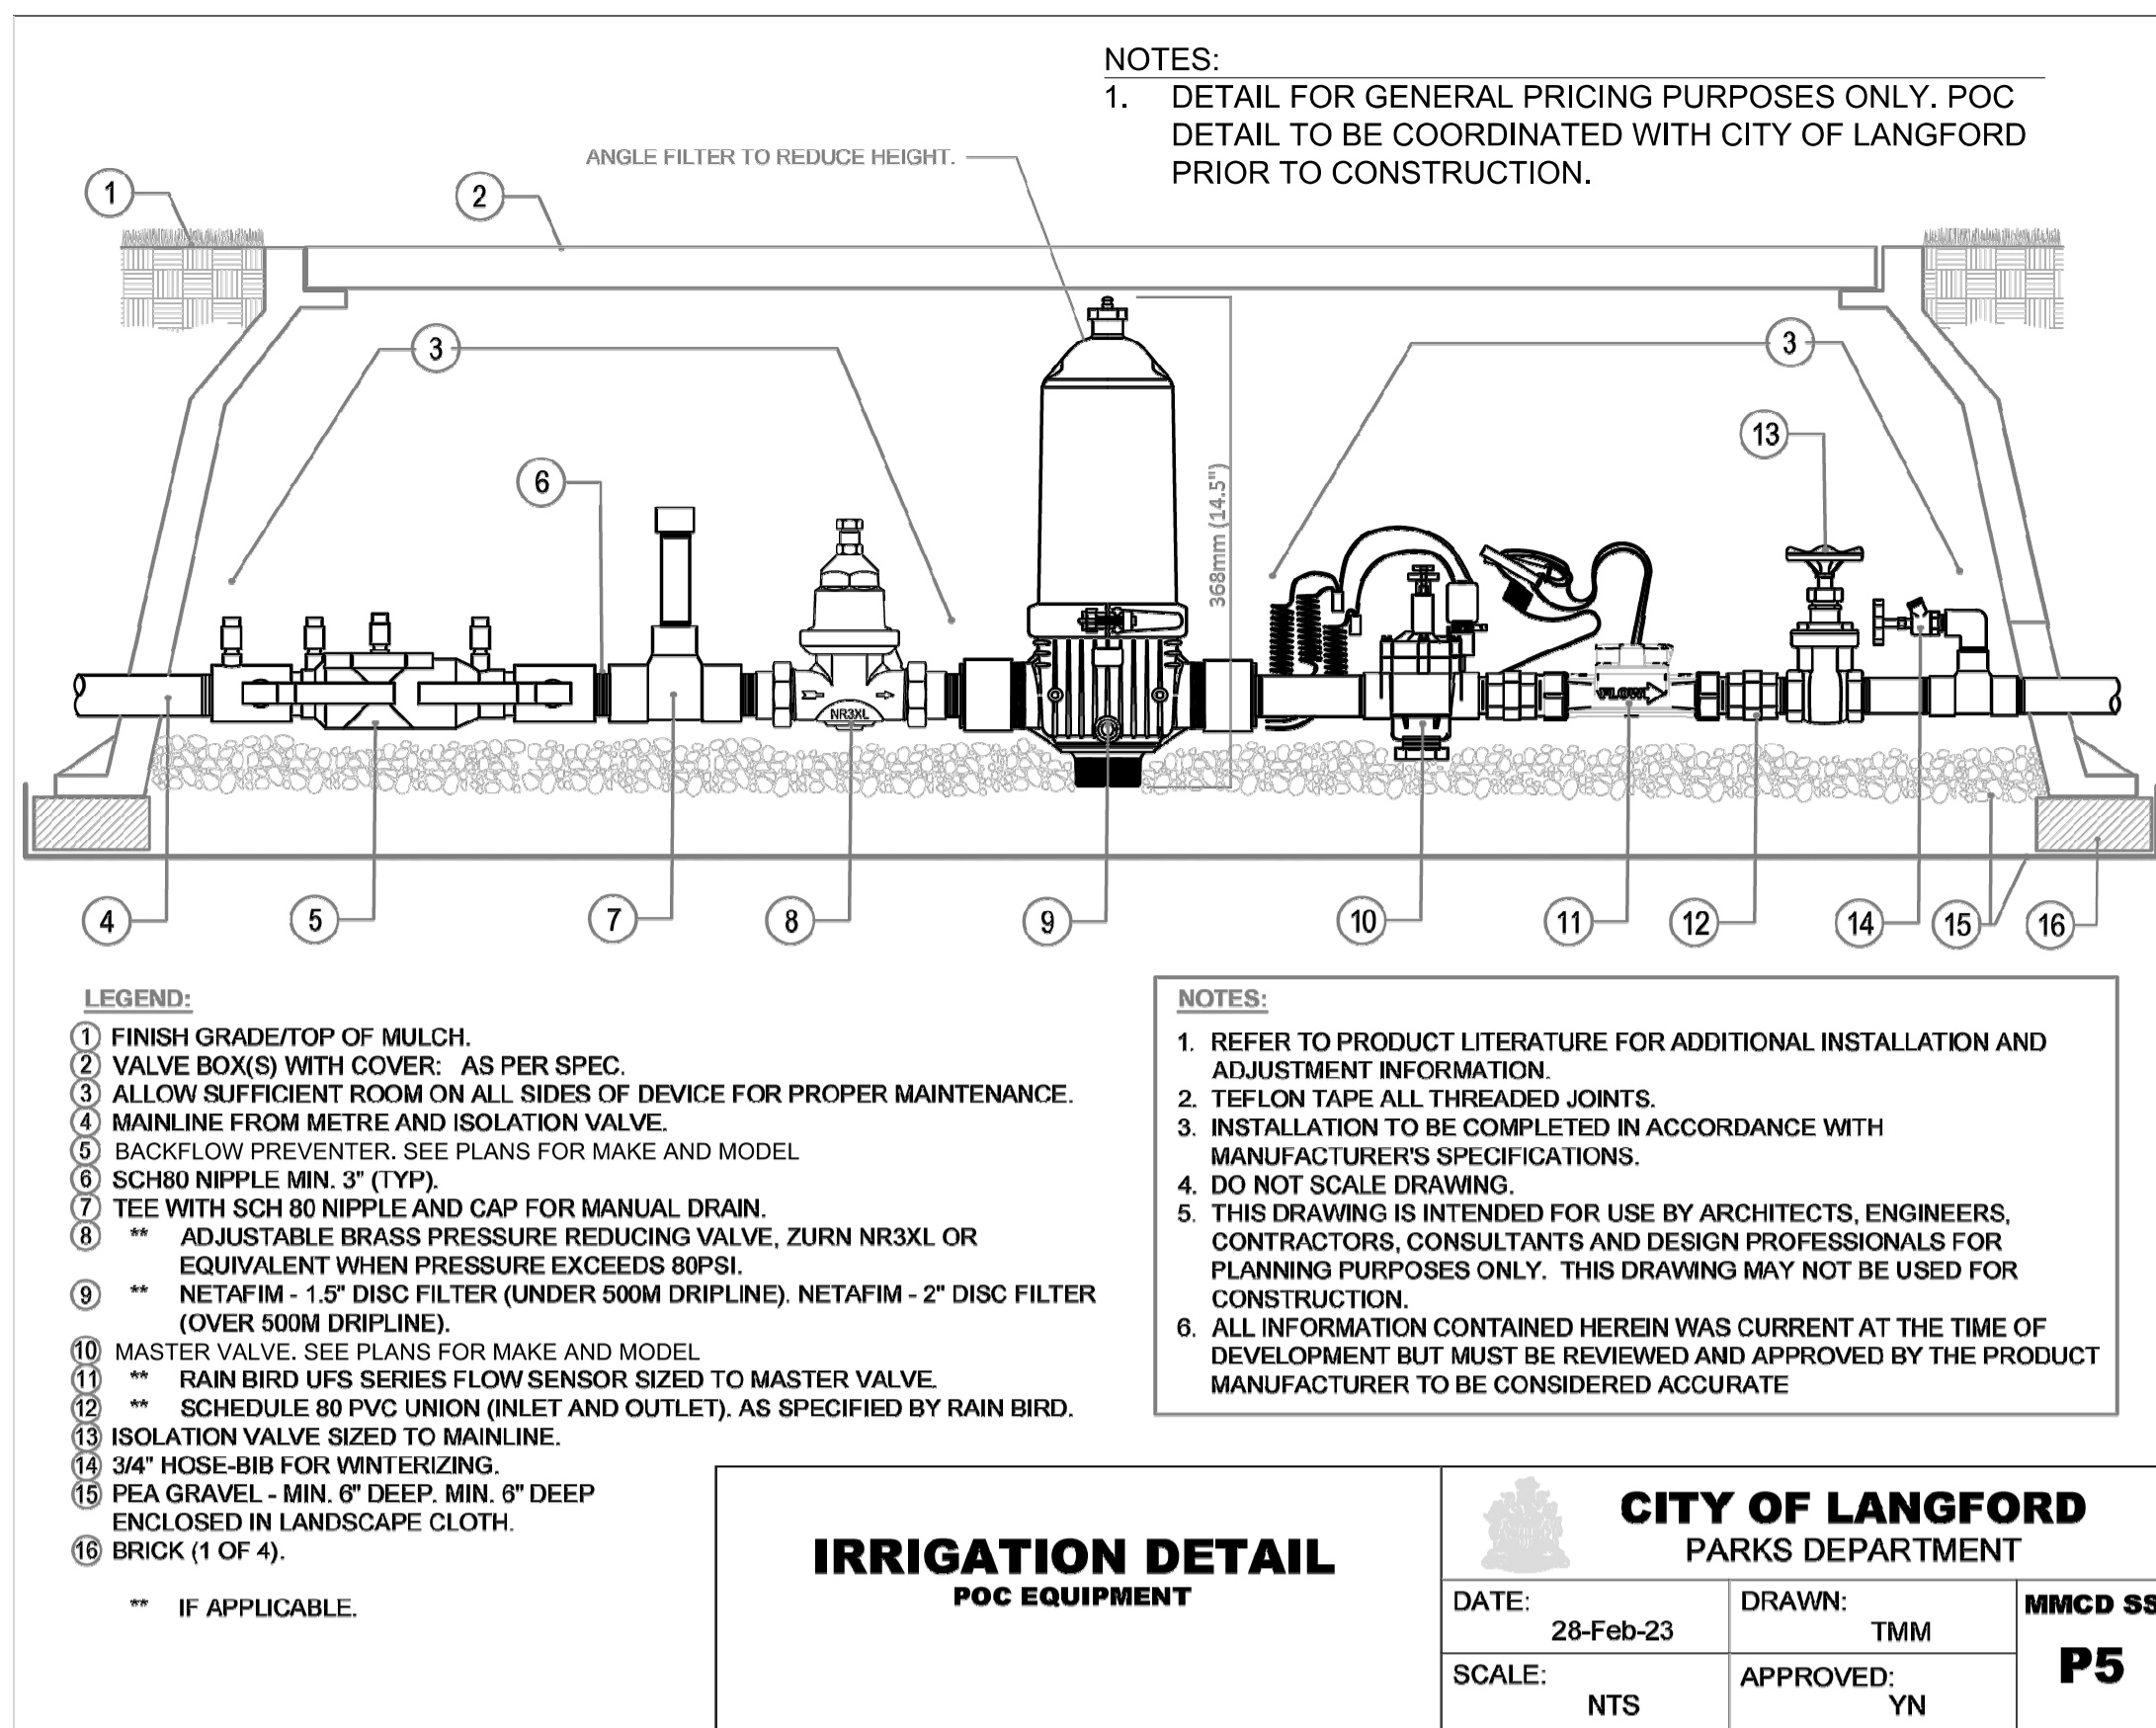 NOTES:
1. DETAIL FOR GENERAL PRICING PURPOSES ONLY. POC
DETAIL TO BE COORDINATED WITH CITY OF LANGFORD
PRIOR TO CONSTRUCTION.
ANGLE FILTER TO REDUCE HEIGHT.
1
2
3
3
13
6
368mm (14.5")
NR3XL
FLOW
4
5
7
8
9
10
11
12
14
15
16
LEGEND:
1 FINISH GRADE/TOP OF MULCH.
2 VALVE BOX(S) WITH COVER: AS PER SPEC.
3 ALLOW SUFFICIENT ROOM ON ALL SIDES OF DEVICE FOR PROPER MAINTENANCE.
4 MAINLINE FROM METRE AND ISOLATION VALVE.
5 BACKFLOW PREVENTER. SEE PLANS FOR MAKE AND MODEL
6 SCH80 NIPPLE MIN. 3" (TYP).
7 TEE WITH SCH 80 NIPPLE AND CAP FOR MANUAL DRAIN.
8 ** ADJUSTABLE BRASS PRESSURE REDUCING VALVE, ZURN NR3XL OR
EQUIVALENT WHEN PRESSURE EXCEEDS 80PSI.
9 ** NETAFIM - 1.5" DISC FILTER (UNDER 500M DRIPLINE). NETAFIM - 2" DISC FILTER
(OVER 500M DRIPLINE).
10 MASTER VALVE. SEE PLANS FOR MAKE AND MODEL
11 ** RAIN BIRD UFS SERIES FLOW SENSOR SIZED TO MASTER VALVE.
12 ** SCHEDULE 80 PVC UNION (INLET AND OUTLET). AS SPECIFIED BY RAIN BIRD.
13 ISOLATION VALVE SIZED TO MAINLINE.
14 3/4" HOSE-BIB FOR WINTERIZING.
15 PEA GRAVEL - MIN. 6" DEEP. MIN. 6" DEEP
ENCLOSED IN LANDSCAPE CLOTH.
16 BRICK (1 OF 4).
** IF APPLICABLE.
NOTES:
1. REFER TO PRODUCT LITERATURE FOR ADDITIONAL INSTALLATION AND
ADJUSTMENT INFORMATION.
2. TEFLON TAPE ALL THREADED JOINTS.
3. INSTALLATION TO BE COMPLETED IN ACCORDANCE WITH
MANUFACTURER'S SPECIFICATIONS.
4. DO NOT SCALE DRAWING.
5. THIS DRAWING IS INTENDED FOR USE BY ARCHITECTS, ENGINEERS,
CONTRACTORS, CONSULTANTS AND DESIGN PROFESSIONALS FOR
PLANNING PURPOSES ONLY. THIS DRAWING MAY NOT BE USED FOR
CONSTRUCTION.
6. ALL INFORMATION CONTAINED HEREIN WAS CURRENT AT THE TIME OF
DEVELOPMENT BUT MUST BE REVIEWED AND APPROVED BY THE PRODUCT
MANUFACTURER TO BE CONSIDERED ACCURATE
IRRIGATION DETAIL
POC EQUIPMENT
CITY OF LANGFORD
PARKS DEPARTMENT
DATE:
28-Feb-23
DRAWN:
TMM
MMCD SS
P5
SCALE:
NTS
APPROVED:
YN